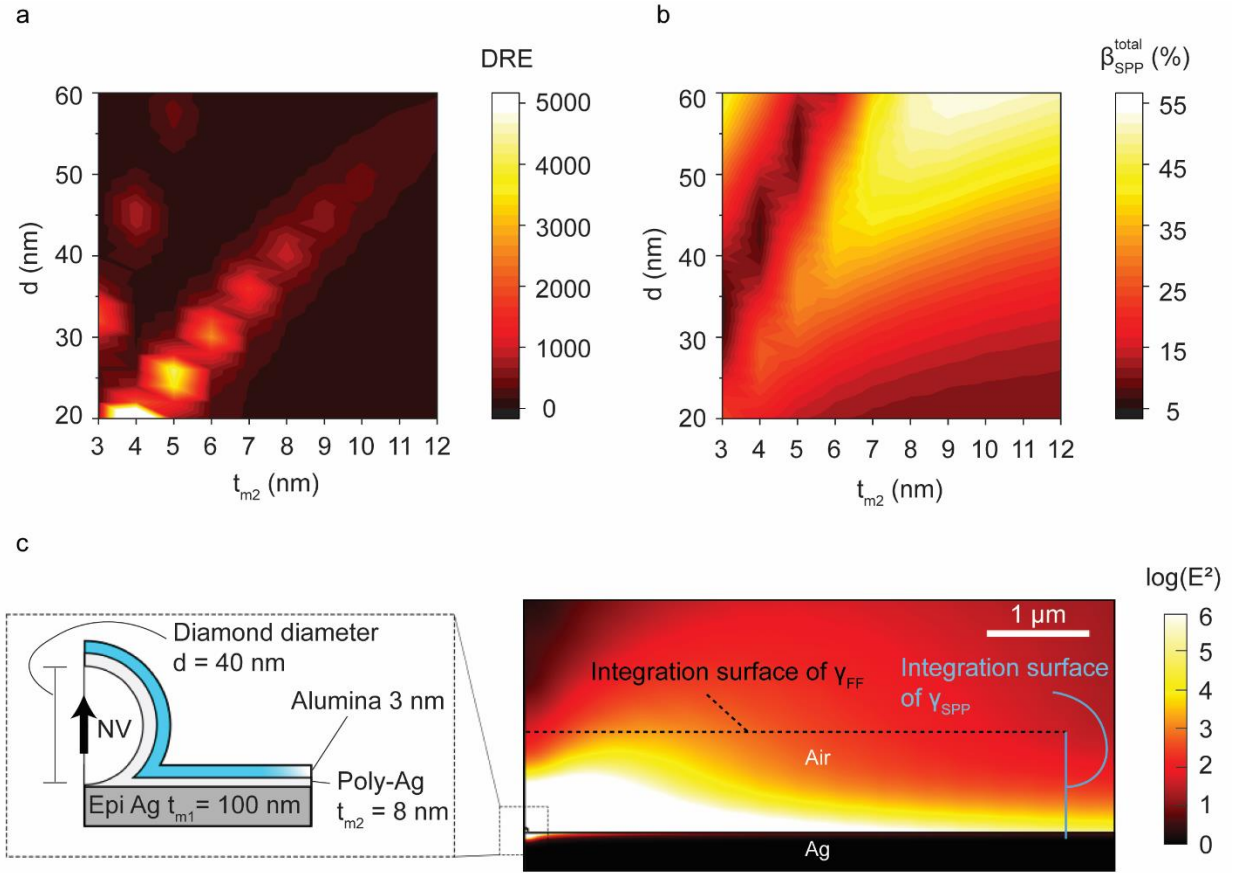 a
DRE
60
50
40
30
20
d (nm)
3 4 5 6 7 8 9 10 11 12
t_m2 (nm)
5000
4000
3000
2000
1000
0
b
β_SPP^total (%)
60
50
40
30
20
d (nm)
3 4 5 6 7 8 9 10 11 12
t_m2 (nm)
55
45
35
25
15
5
c
Diamond diameter
d = 40 nm
NV
Alumina 3 nm
Poly-Ag
t_m2 = 8 nm
Epi Ag t_m1 = 100 nm
1 µm
Integration surface of γ_FF
Integration surface
of γ_SPP
Air
Ag
log(E²)
6
5
4
3
2
1
0